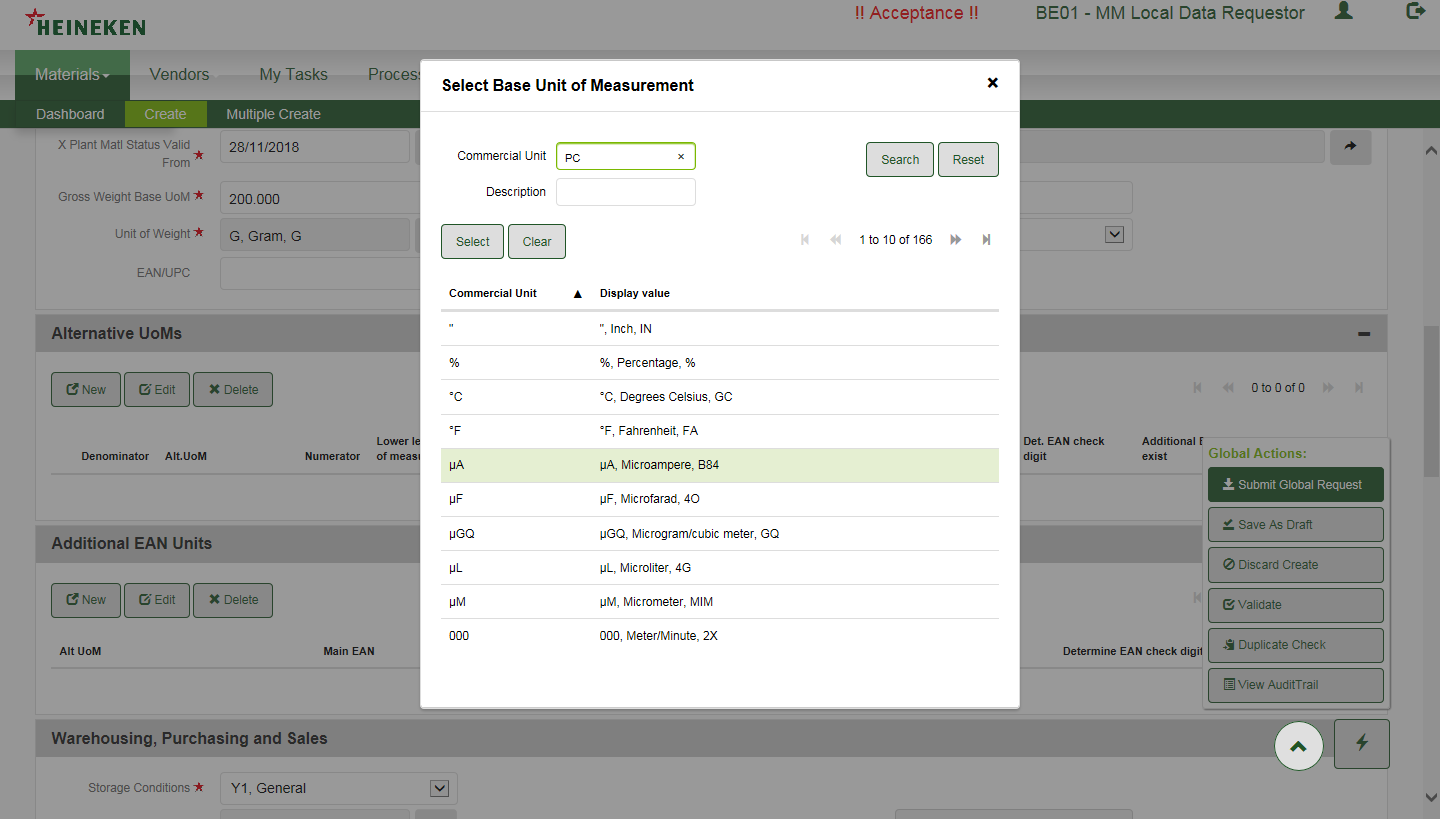 HEINEKEN
!! Acceptance !!
BE01 - MM Local Data Requestor
Materials
Vendors
My Tasks
Process
Dashboard
Create
Multiple Create
X Plant Matl Status Valid
From
28/11/2018
Gross Weight Base UoM
200.000
Unit of Weight
G, Gram, G
EAN/UPC
Select Base Unit of Measurement
Commercial Unit
PC
Search
Reset
Description
Select
Clear
1 to 10 of 166
Commercial Unit ▲ Display value
" ", Inch, IN
% %, Percentage, %
°C °C, Degrees Celsius, GC
°F °F, Fahrenheit, FA
µA µA, Microampere, B84
µF µF, Microfarad, 4O
µGQ µGQ, Microgram/cubic meter, GQ
µL µL, Microliter, 4G
µM µM, Micrometer, MIM
000 000, Meter/Minute, 2X
Alternative UoMs
New
Edit
Delete
0 to 0 of 0
Denominator
Alt.UoM
Numerator
Lower
of
Det. EAN check
digit
Additional
exist
Additional EAN Units
New
Edit
Delete
Alt UoM
Main EAN
Determine EAN check digit
Global Actions:
Submit Global Request
Save As Draft
Discard Create
Validate
Duplicate Check
View AuditTrail
Warehousing, Purchasing and Sales
Storage Conditions
Y1, General